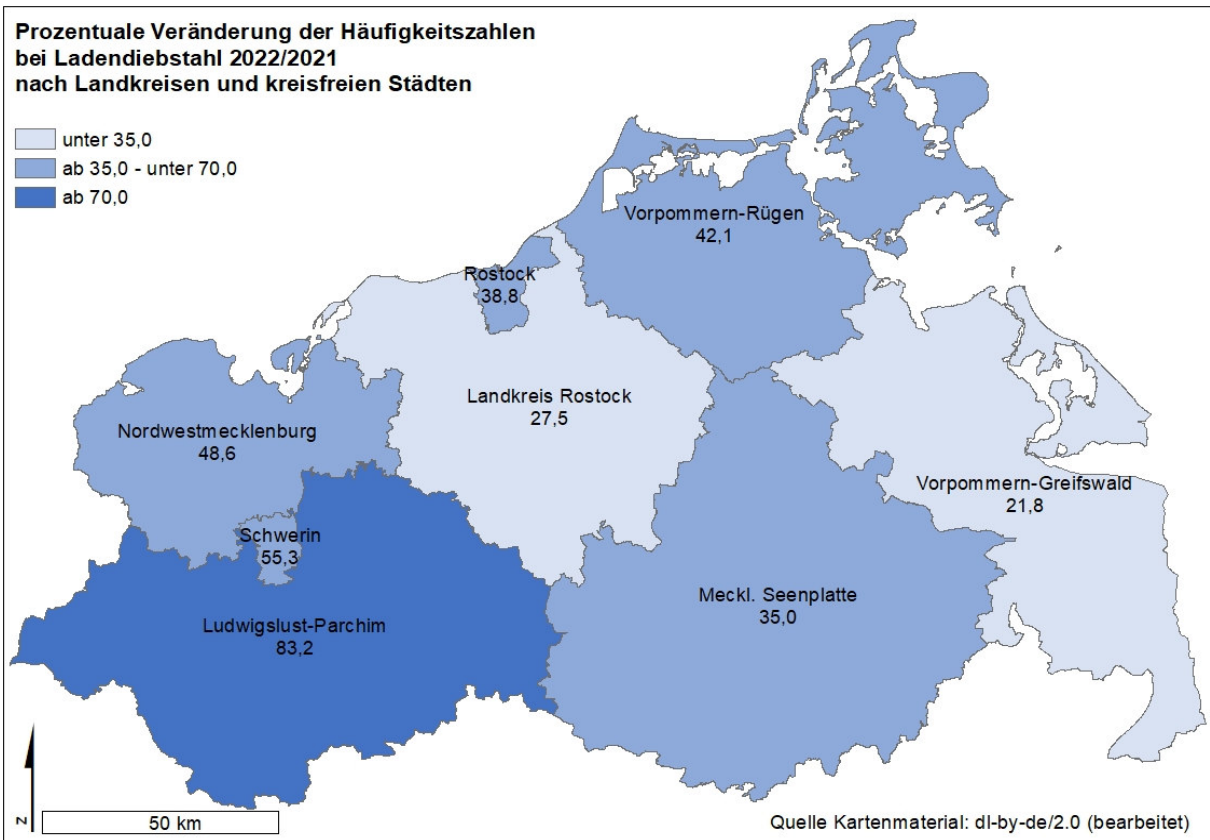 Prozentuale Veränderung der Häufigkeitszahlen
bei Ladendiebstahl 2022/2021
nach Landkreisen und kreisfreien Städten
unter 35,0
ab 35,0 - unter 70,0
ab 70,0
Vorpommern-Rügen
42,1
Rostock
38,8
Landkreis Rostock
27,5
Nordwestmecklenburg
48,6
Vorpommern-Greifswald
21,8
Schwerin
55,3
Meckl. Seenplatte
35,0
Ludwigslust-Parchim
83,2
N
50 km
Quelle Kartenmaterial: dl-by-de/2.0 (bearbeitet)